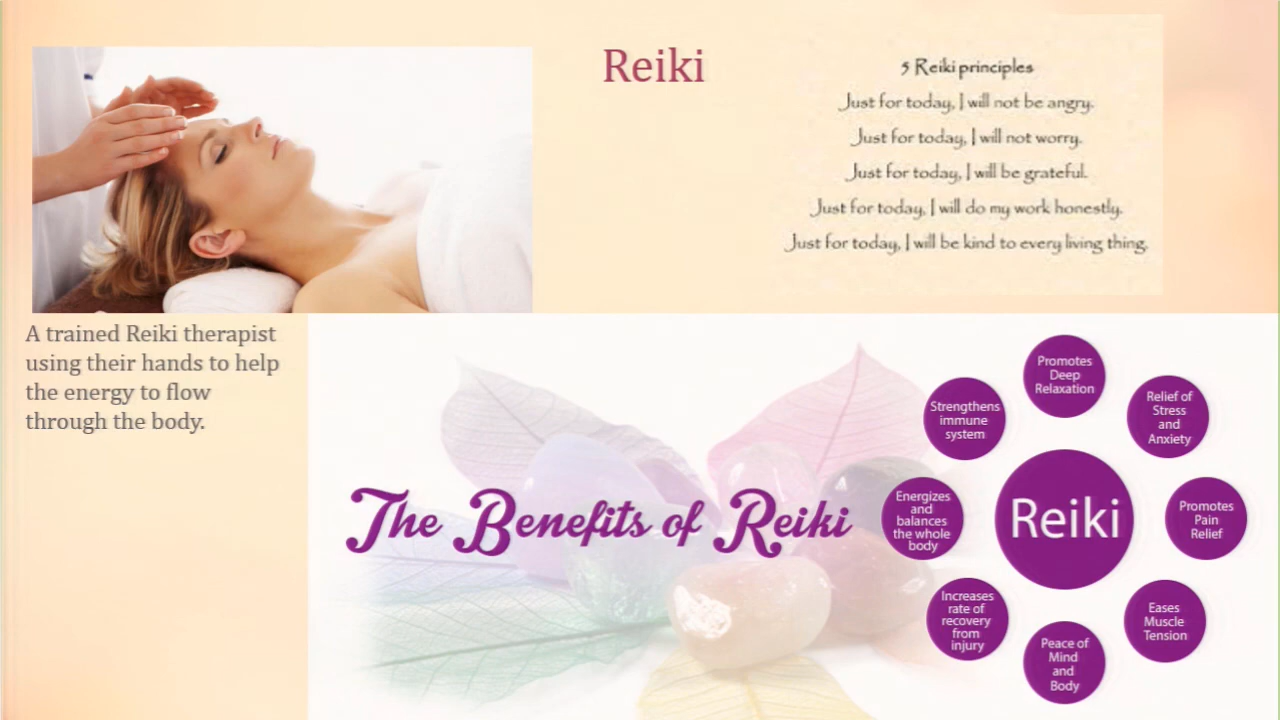 Reiki
5 Reiki principles
Just for today, I will not be angry.
Just for today, I will not worry.
Just for today, I will be grateful.
Just for today, I will do my work honestly.
Just for today, I will be kind to every living thing.
A trained Reiki therapist
using their hands to help
the energy to flow
through the body.
The Benefits of Reiki
Reiki
Promotes
Deep
Relaxation
Relief of
Stress
and
Anxiety
Promotes
Pain
Relief
Eases
Muscle
Tension
Peace of
Mind
and
Body
Increases
rate of
recovery
from
injury
Energizes
and
balances
the whole
body
Strengthens
immune
system